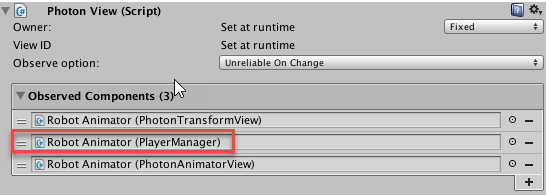 Photon View (Script)
Owner: Set at runtime Fixed
View ID Set at runtime
Observe option: Unreliable On Change
Observed Components (3)
Robot Animator (PhotonTransformView)
Robot Animator (PlayerManager)
Robot Animator (PhotonAnimatorView)